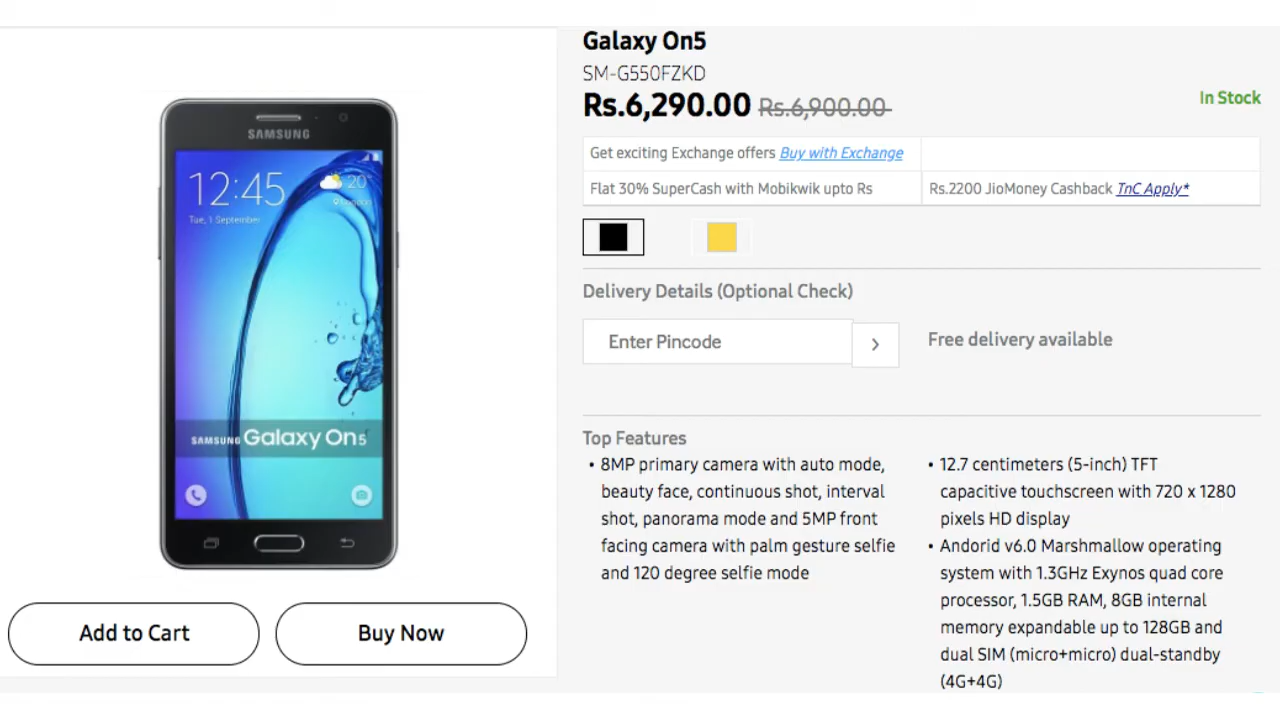 Galaxy On5
SM-G550FZKD
Rs.6,290.00 Rs.6,900.00
In Stock
Get exciting Exchange offers Buy with Exchange
Flat 30% SuperCash with Mobikwik upto Rs
Rs.2200 JioMoney Cashback TnC Apply*
Delivery Details (Optional Check)
Enter Pincode
Free delivery available
Top Features
• 8MP primary camera with auto mode,
beauty face, continuous shot, interval
shot, panorama mode and 5MP front
facing camera with palm gesture selfie
and 120 degree selfie mode
• 12.7 centimeters (5-inch) TFT
capacitive touchscreen with 720 x 1280
pixels HD display
• Andorid v6.0 Marshmallow operating
system with 1.3GHz Exynos quad core
processor, 1.5GB RAM, 8GB internal
memory expandable up to 128GB and
dual SIM (micro+micro) dual-standby
(4G+4G)
SAMSUNG
12:45
20°
London
Tue, 1 September
SAMSUNG Galaxy On5
Add to Cart
Buy Now